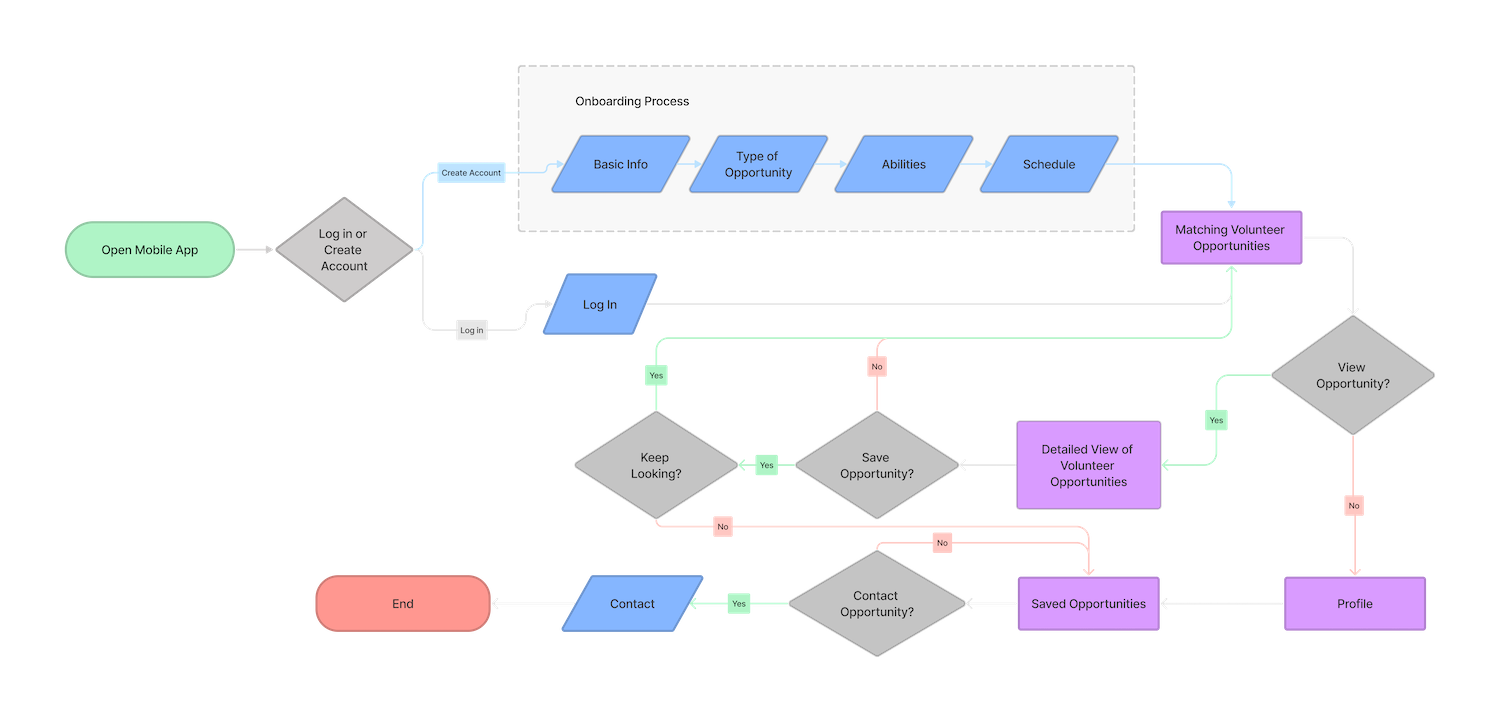 Onboarding Process
Basic Info
Type of
Opportunity
Abilities
Schedule
Create Account
Open Mobile App
Log in or
Create
Account
Matching Volunteer
Opportunities
Log In
Log in
Yes
No
View
Opportunity?
Yes
Keep
Looking?
Yes
Save
Opportunity?
Detailed View of
Volunteer
Opportunities
No
No
No
End
Contact
Yes
Contact
Opportunity?
Saved Opportunities
Profile